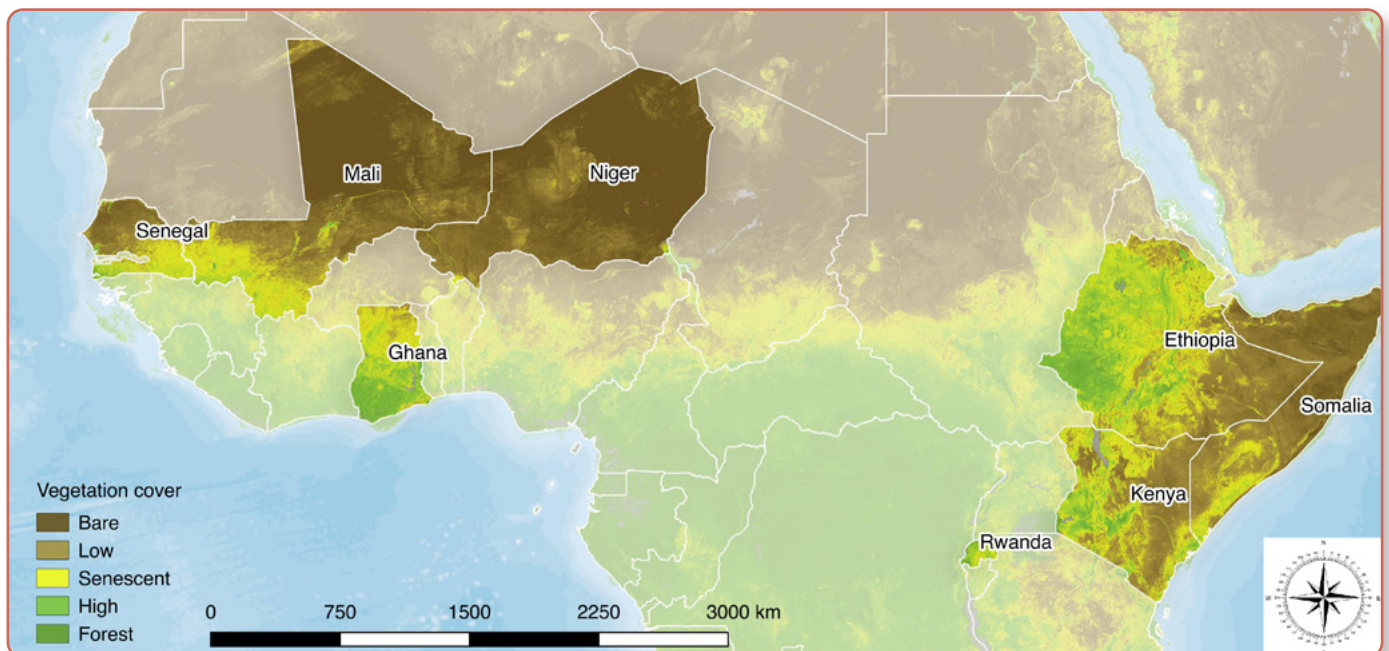 Mali
Niger
Senegal
Ghana
Ethiopia
Somalia
Kenya
Rwanda
Vegetation cover
Bare
Low
Senescent
High
Forest
0 750 1500 2250 3000 km
N